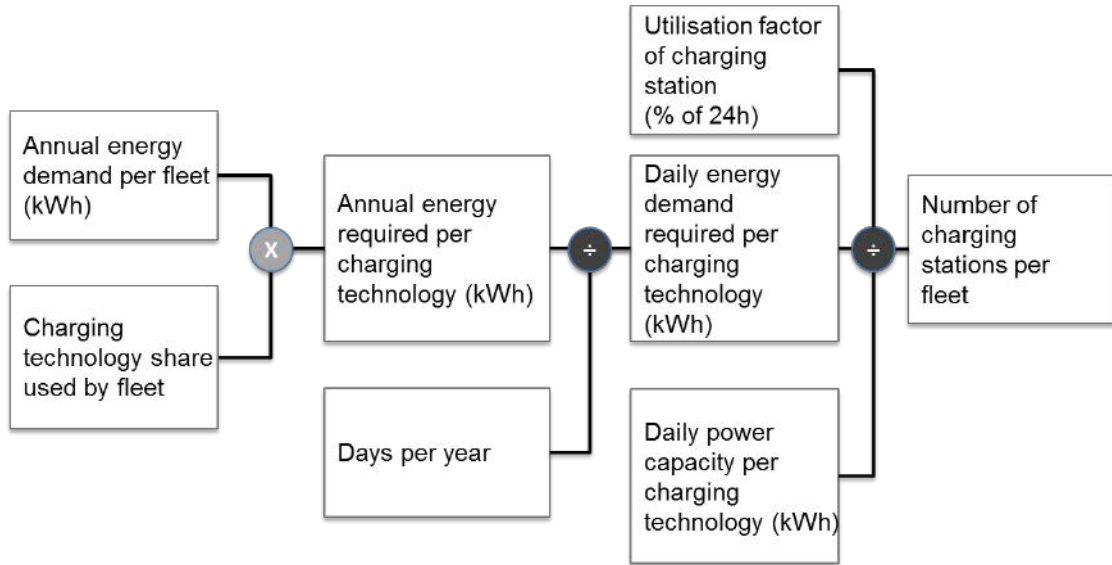 Utilisation factor
of charging
station
(% of 24h)
Annual energy
demand per fleet
(kWh)
X
Charging
technology share
used by fleet
Annual energy
required per
charging
technology (kWh)
÷
Days per year
Daily energy
demand
required per
charging
technology
(kWh)
÷
Daily power
capacity per
charging
technology (kWh)
Number of
charging
stations per
fleet